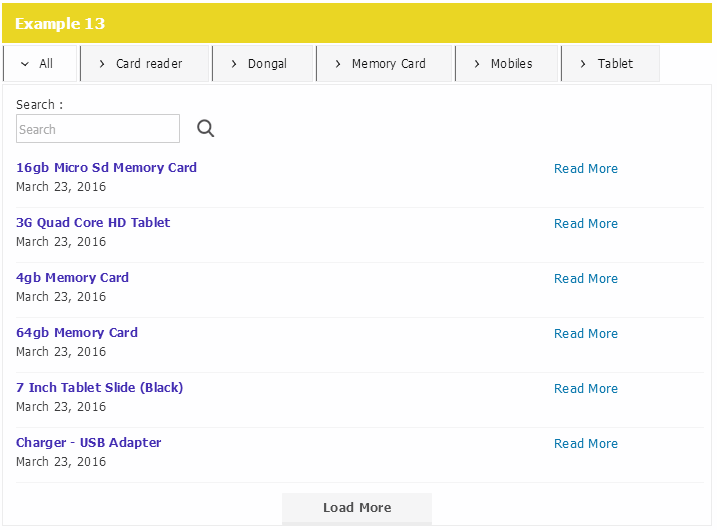 Example 13
All Card reader Dongal Memory Card Mobiles Tablet
Search :
Search
16gb Micro Sd Memory Card Read More
March 23, 2016
3G Quad Core HD Tablet Read More
March 23, 2016
4gb Memory Card Read More
March 23, 2016
64gb Memory Card Read More
March 23, 2016
7 Inch Tablet Slide (Black) Read More
March 23, 2016
Charger - USB Adapter Read More
March 23, 2016
Load More